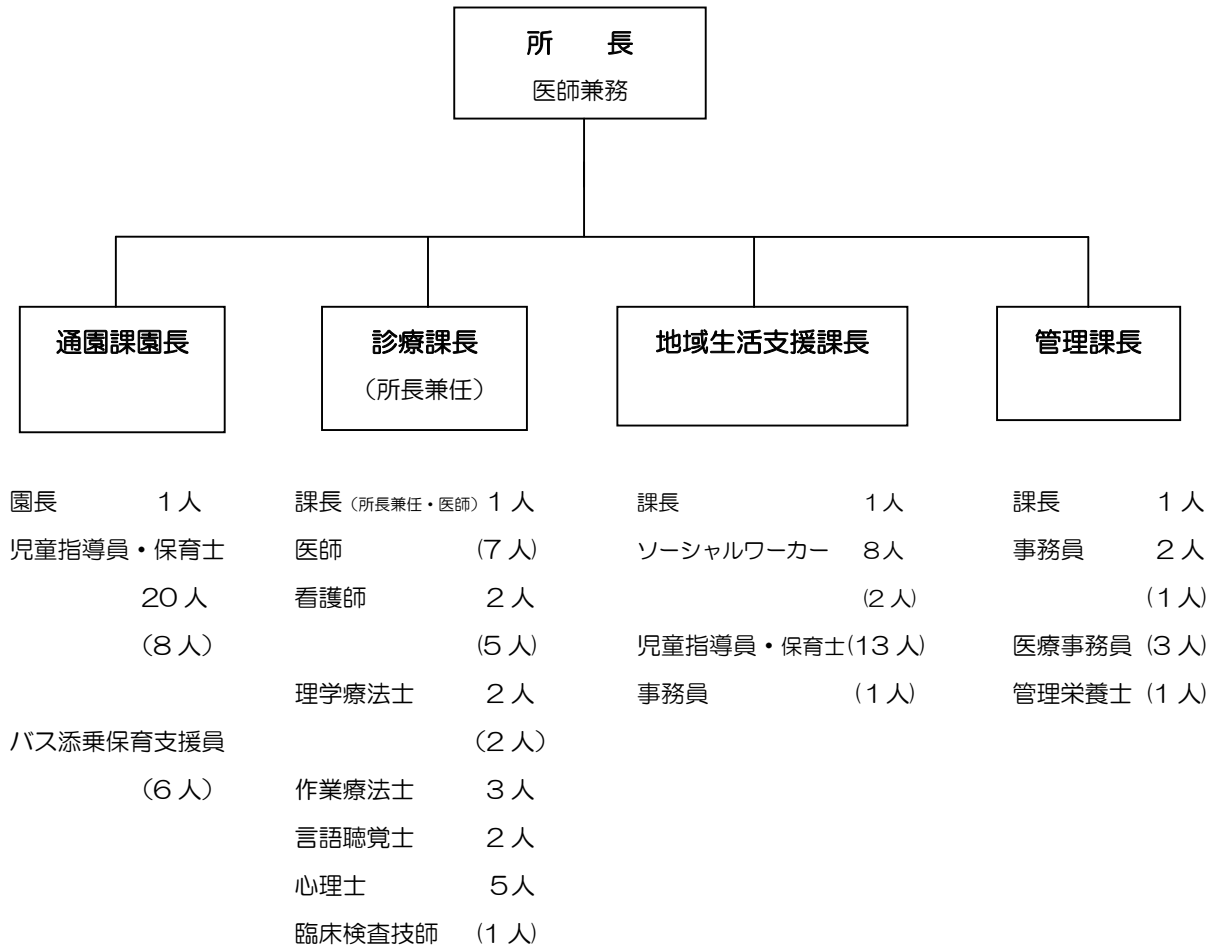 所　　長
医師兼務
通園課園長
診療課長
（所長兼任）
地域生活支援課長
管理課長
園長　1人
児童指導員・保育士
20人
（8人）
バス添乗保育支援員
（6人）
課長（所長兼任・医師）1人
医師　(7人)
看護師　2人
(5人)
理学療法士　2人
（2人）
作業療法士　3人
言語聴覚士　2人
心理士　5人
臨床検査技師　(1人)
課長　1人
ソーシャルワーカー　8人
(2人)
児童指導員・保育士(13人)
事務員　(1人)
課長　1人
事務員　2人
(1人)
医療事務員 (3人)
管理栄養士 (1人)